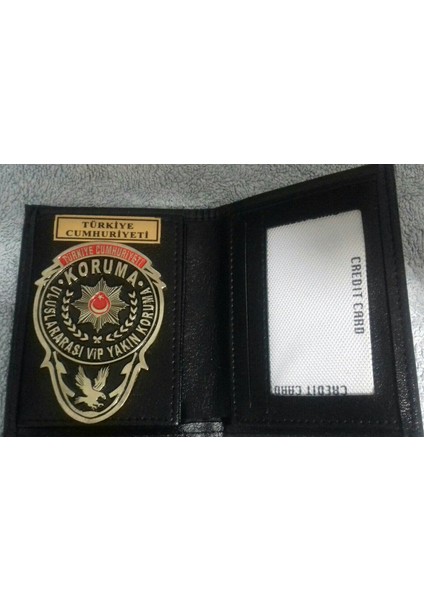 TÜRKİYE
CUMHURİYETİ
TÜRKİYE CUMHURİYETİ
KORUMA
ULUSLARARASI VİP YAKIN KORUMA
CREDIT CARD
CREDIT CARD